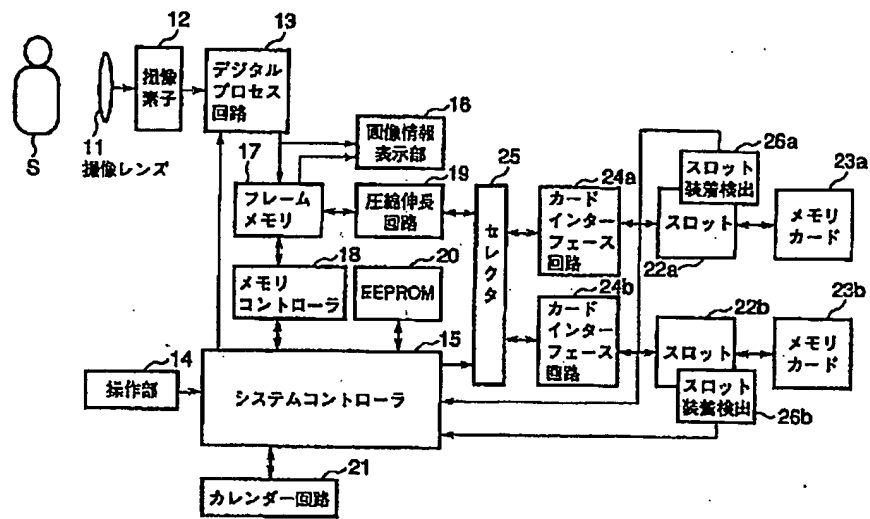 12
13
デジタル
プロセス
回路
撮像
素子
16
画像情報
表示部
11
撮像レンズ
S
17
フレーム
メモリ
19
圧縮伸長
回路
25
セレクタ
24a
カード
インター
フェース
回路
26a
スロット
装着検出
スロット
22a
23a
メモリ
カード
18
メモリ
コントローラ
20
EEPROM
24b
カード
インター
フェース
回路
22b
スロット
スロット
装着検出
26b
23b
メモリ
カード
14
操作部
15
システムコントローラ
21
カレンダー回路